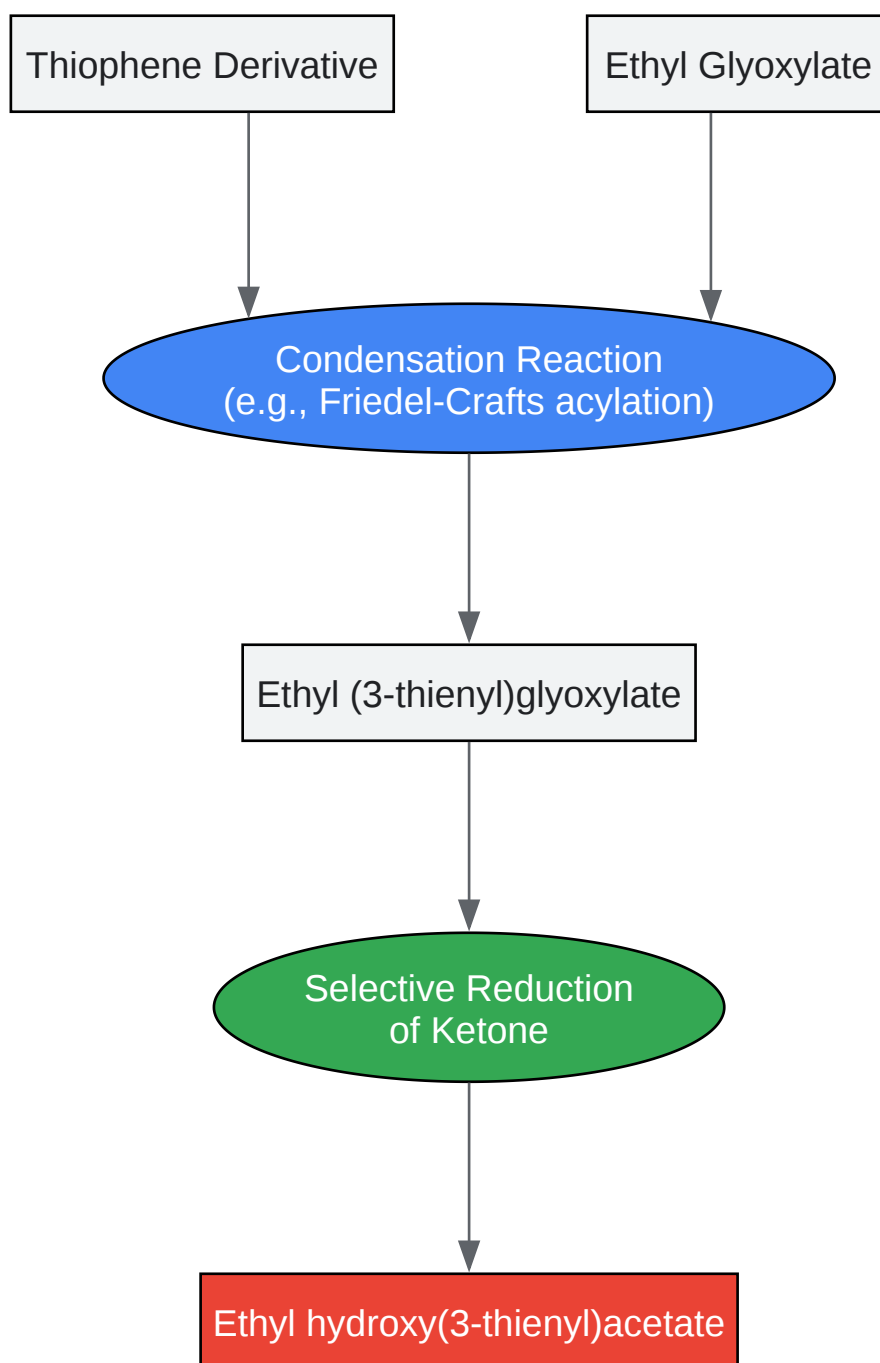 Thiophene Derivative
Ethyl Glyoxylate
Condensation Reaction
(e.g., Friedel-Crafts acylation)
Ethyl (3-thienyl)glyoxylate
Selective Reduction
of Ketone
Ethyl hydroxy(3-thienyl)acetate